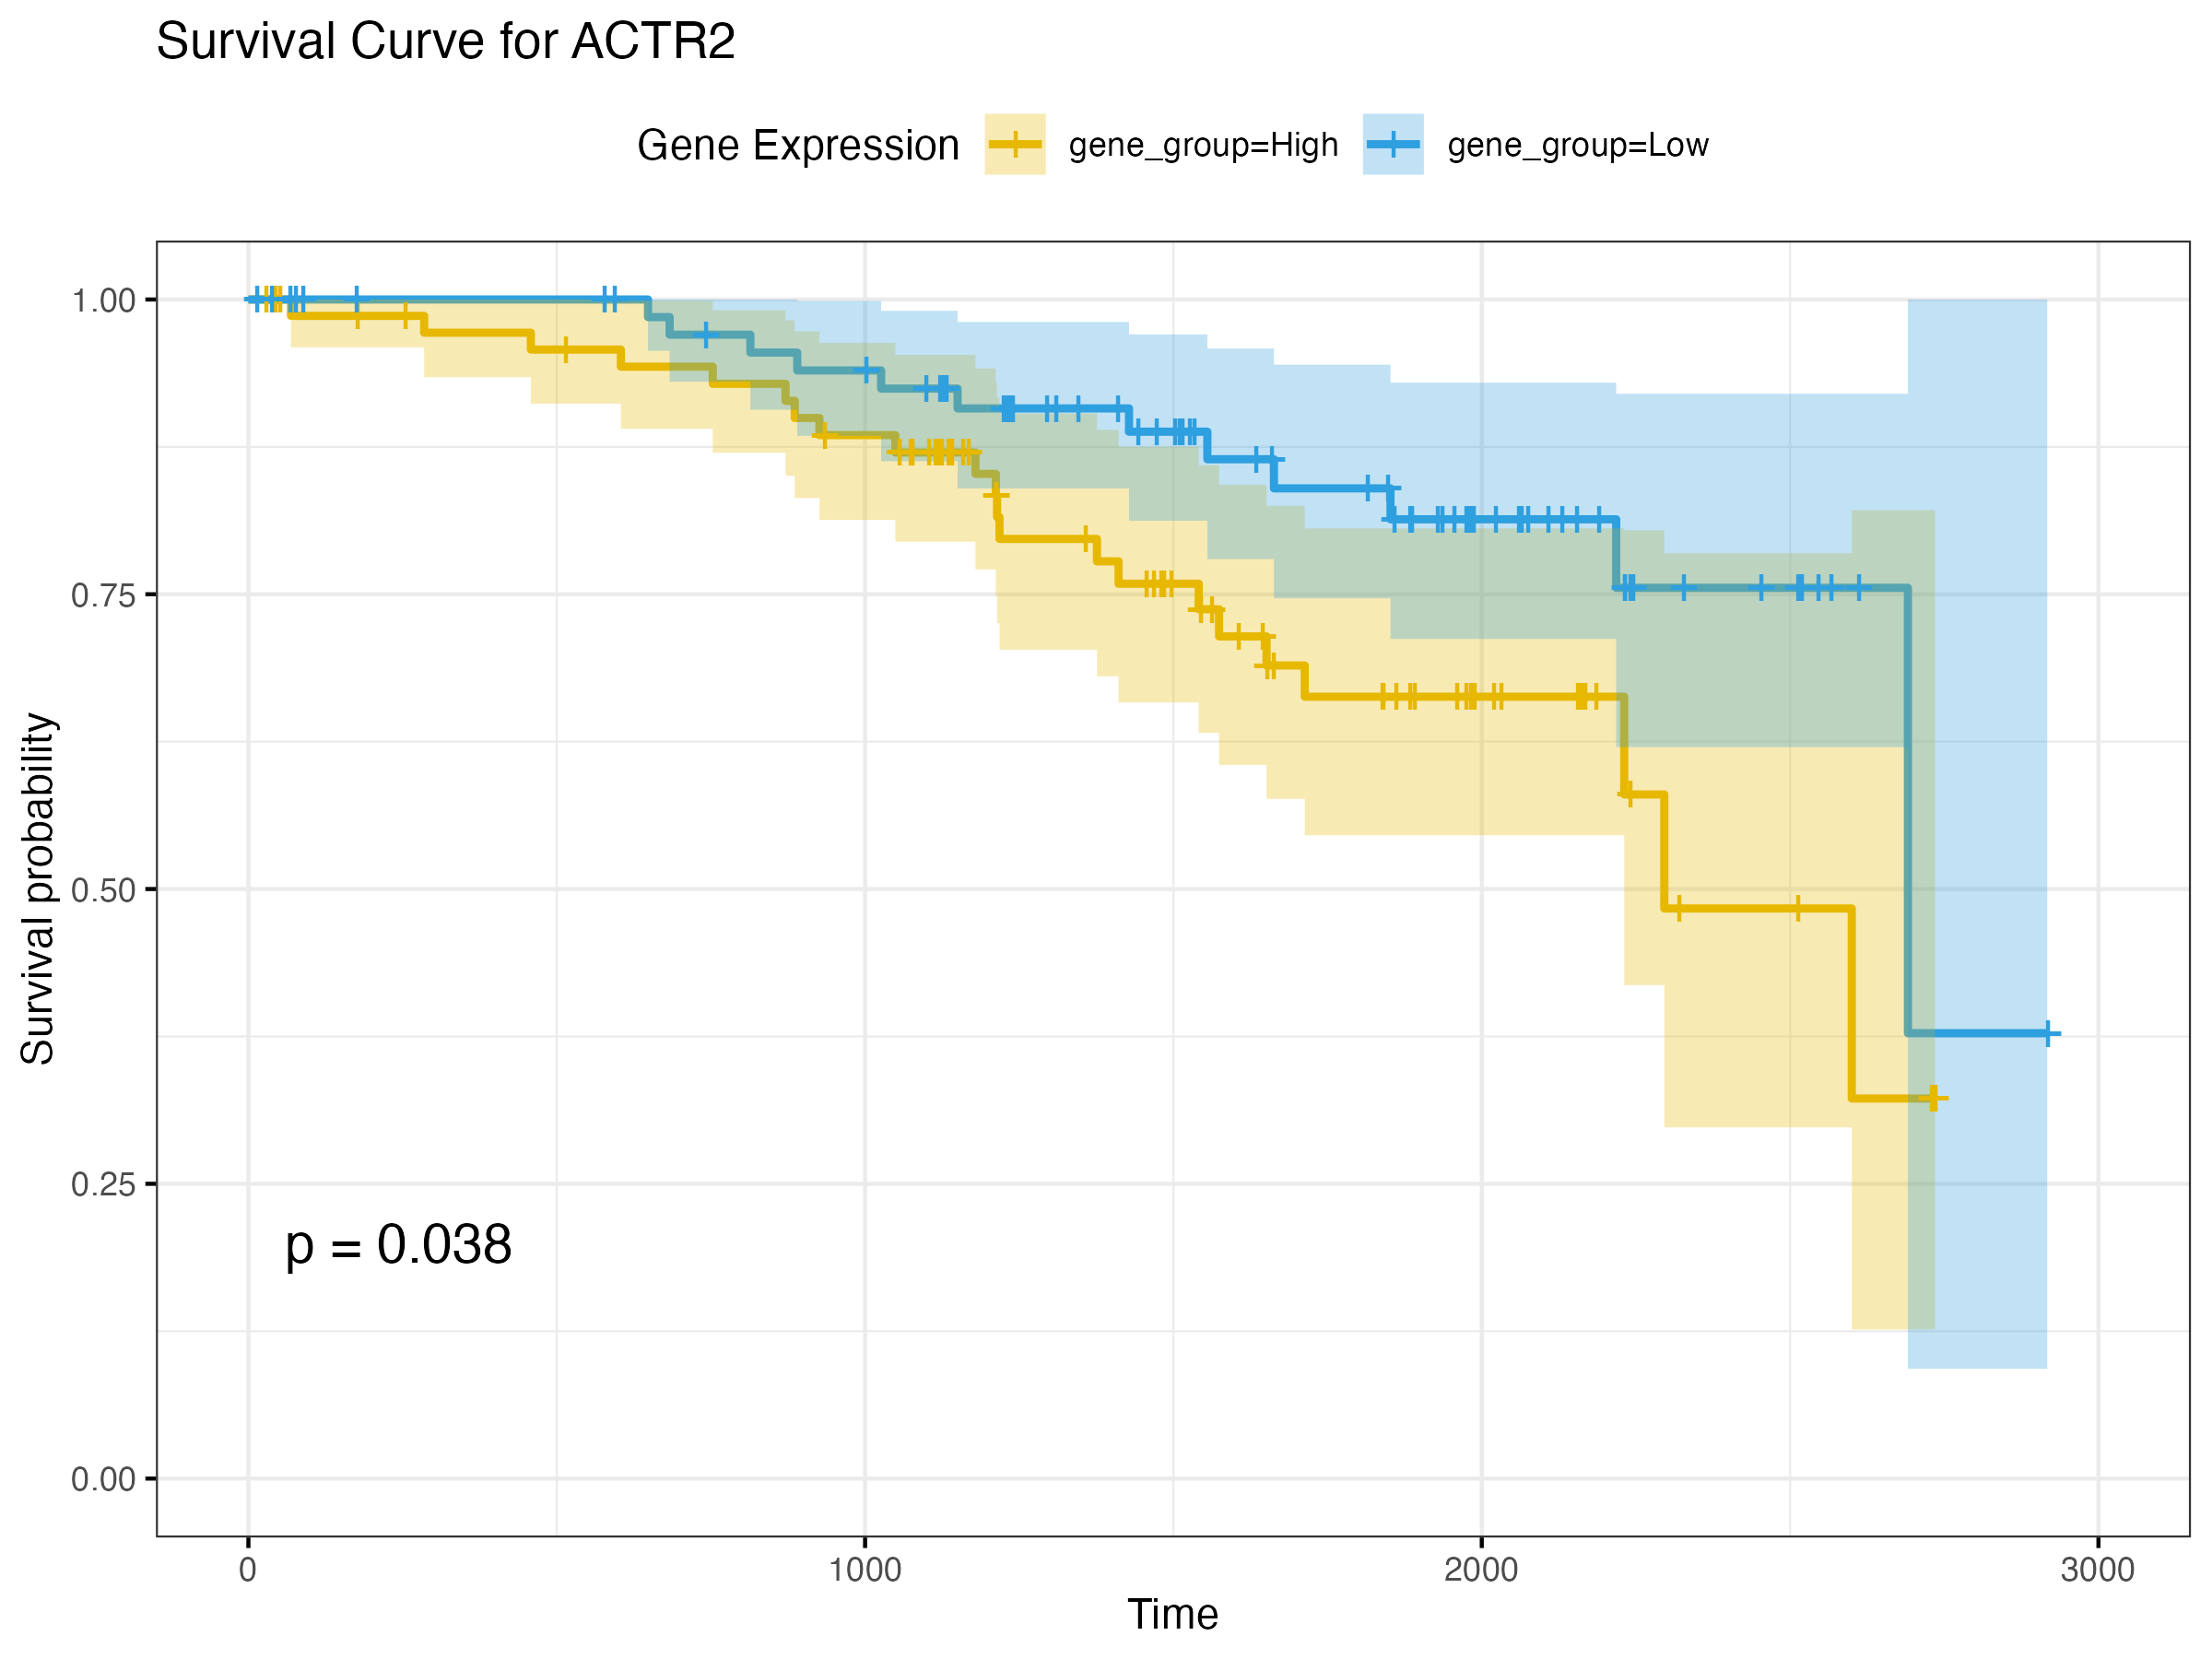 Survival Curve for ACTR2
Gene Expression gene_group=High gene_group=Low
Survival probability
1.00
0.75
0.50
0.25
0.00
p = 0.038
0 1000 2000 3000
Time